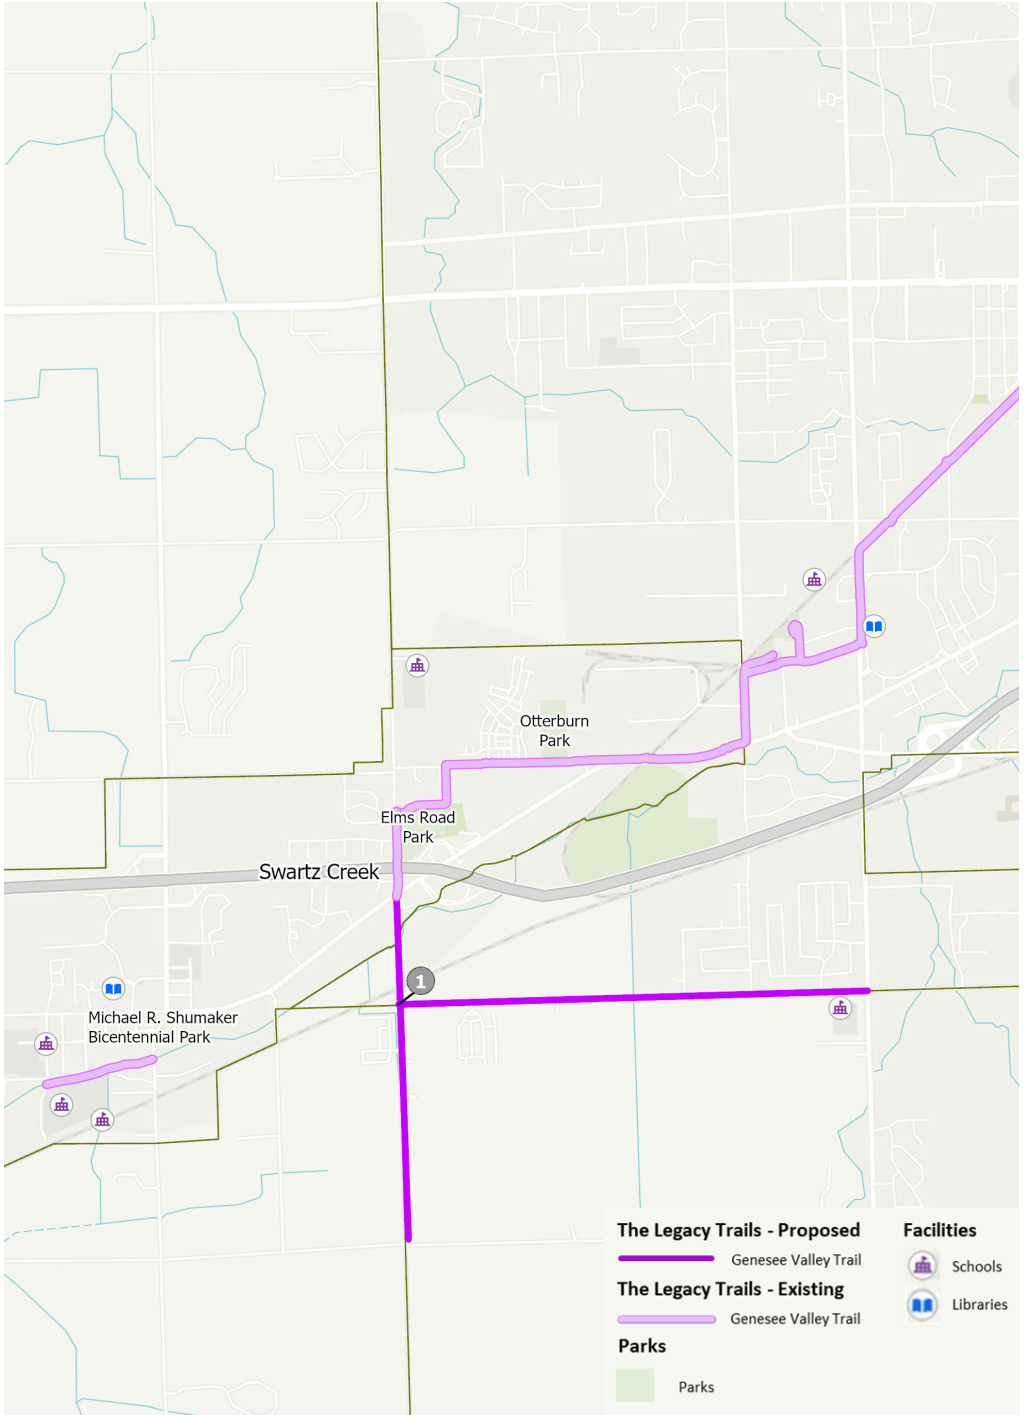 Otterburn
Park
Elms Road
Park
Swartz Creek
1
Michael R. Shumaker
Bicentennial Park
The Legacy Trails - Proposed
Genesee Valley Trail
The Legacy Trails - Existing
Genesee Valley Trail
Parks
Parks
Facilities
Schools
Libraries